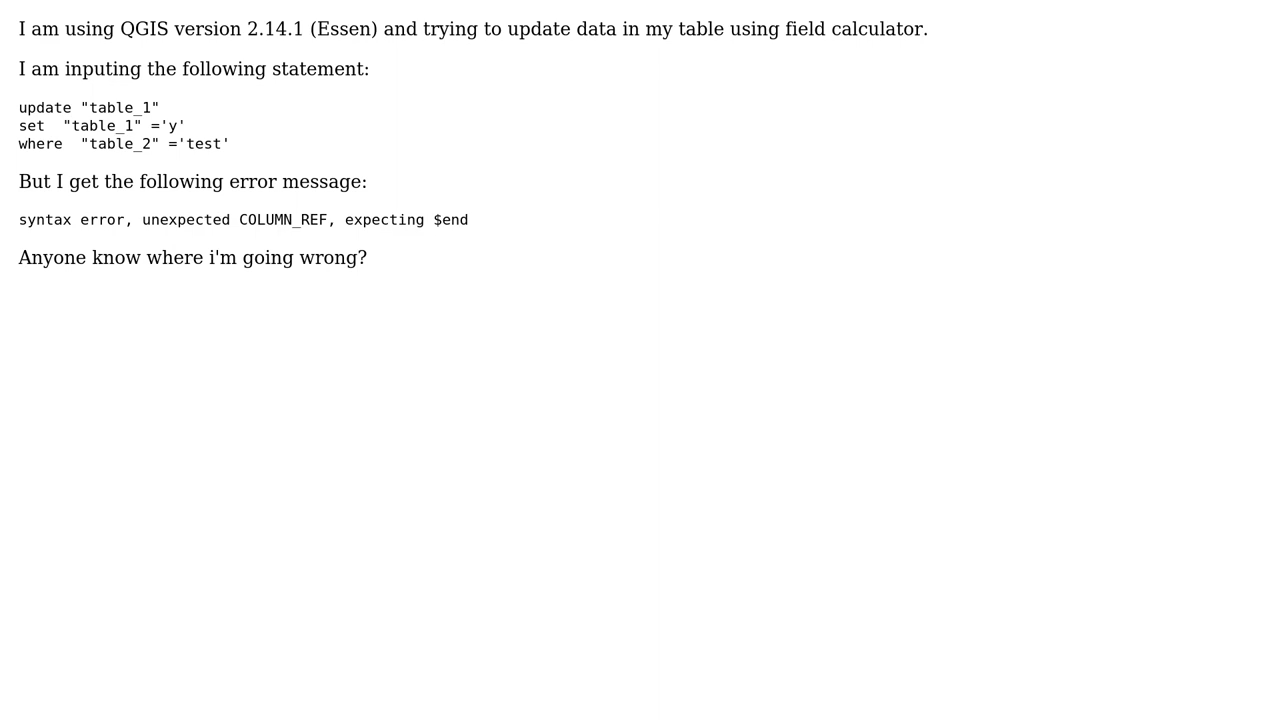 I am using QGIS version 2.14.1 (Essen) and trying to update data in my table using field calculator.
I am inputing the following statement:
update "table_1"
set  "table_1" ='y'
where  "table_2" ='test'
But I get the following error message:
syntax error, unexpected COLUMN_REF, expecting $end
Anyone know where i'm going wrong?